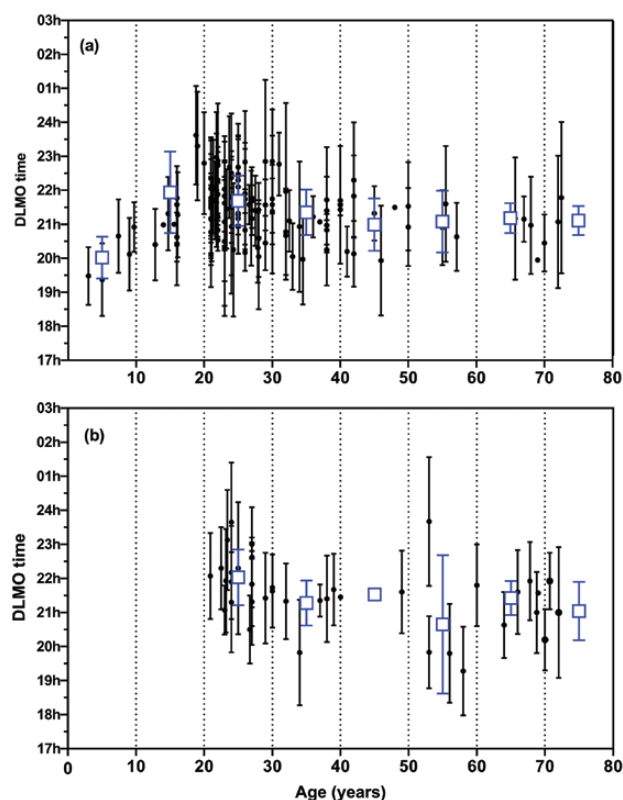 (a)
DLMO time
03h
02h
01h
24h
23h
22h
21h
20h
19h
18h
17h
10 20 30 40 50 60 70 80
(b)
DLMO time
03h
02h
01h
24h
23h
22h
21h
20h
19h
18h
17h
0 10 20 30 40 50 60 70 80
Age (years)